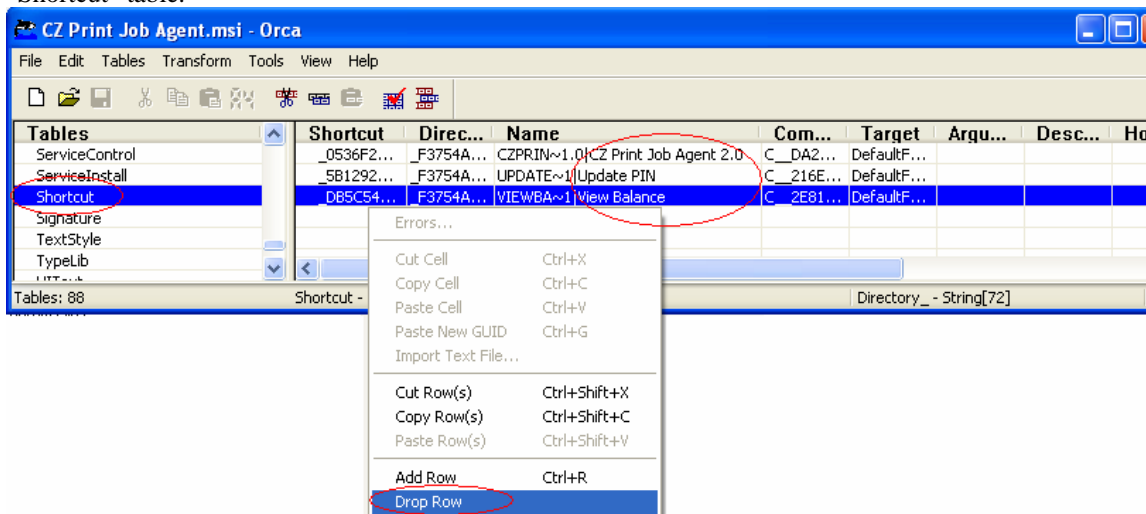 "Shortcut" table.
CZ Print Job Agent.msi - Orca
File Edit Tables Transform Tools View Help
Tables Shortcut Direc... Name Com... Target Argu... Desc... Ho
ServiceControl _0536F2... _F3754A... CZPRIN~1.0|CZ Print Job Agent 2.0 C__DA2... DefaultF...
ServiceInstall _5B1292... _F3754A... UPDATE~1|Update PIN C__216E... DefaultF...
Shortcut _DB5C54... _F3754A... VIEWBA~1|View Balance C__2E81... DefaultF...
Signature
TextStyle
TypeLib
Tables: 88 Shortcut - Directory_ - String[72]
Errors...
Cut Cell Ctrl+X
Copy Cell Ctrl+C
Paste Cell Ctrl+V
Paste New GUID Ctrl+G
Import Text File...
Cut Row(s) Ctrl+Shift+X
Copy Row(s) Ctrl+Shift+C
Paste Row(s) Ctrl+Shift+V
Add Row Ctrl+R
Drop Row